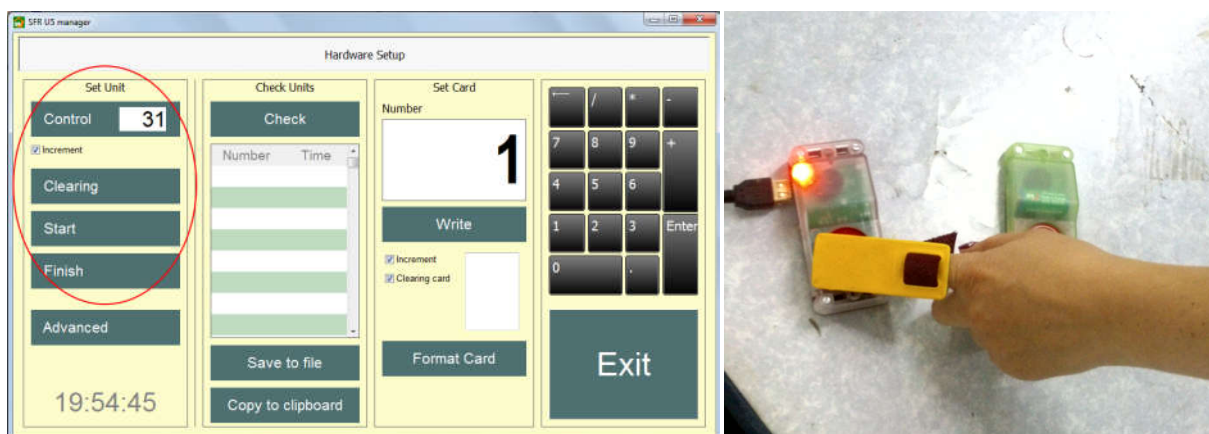 SFR US manager
Hardware Setup
Set Unit
Control 31
Increment
Clearing
Start
Finish
Advanced
19:54:45
Check Units
Check
Number Time
Save to file
Copy to clipboard
Set Card
Number
1
Write
Increment
Clearing card
Format Card
/ * -
7 8 9 +
4 5 6
1 2 3 Enter
0 .
Exit